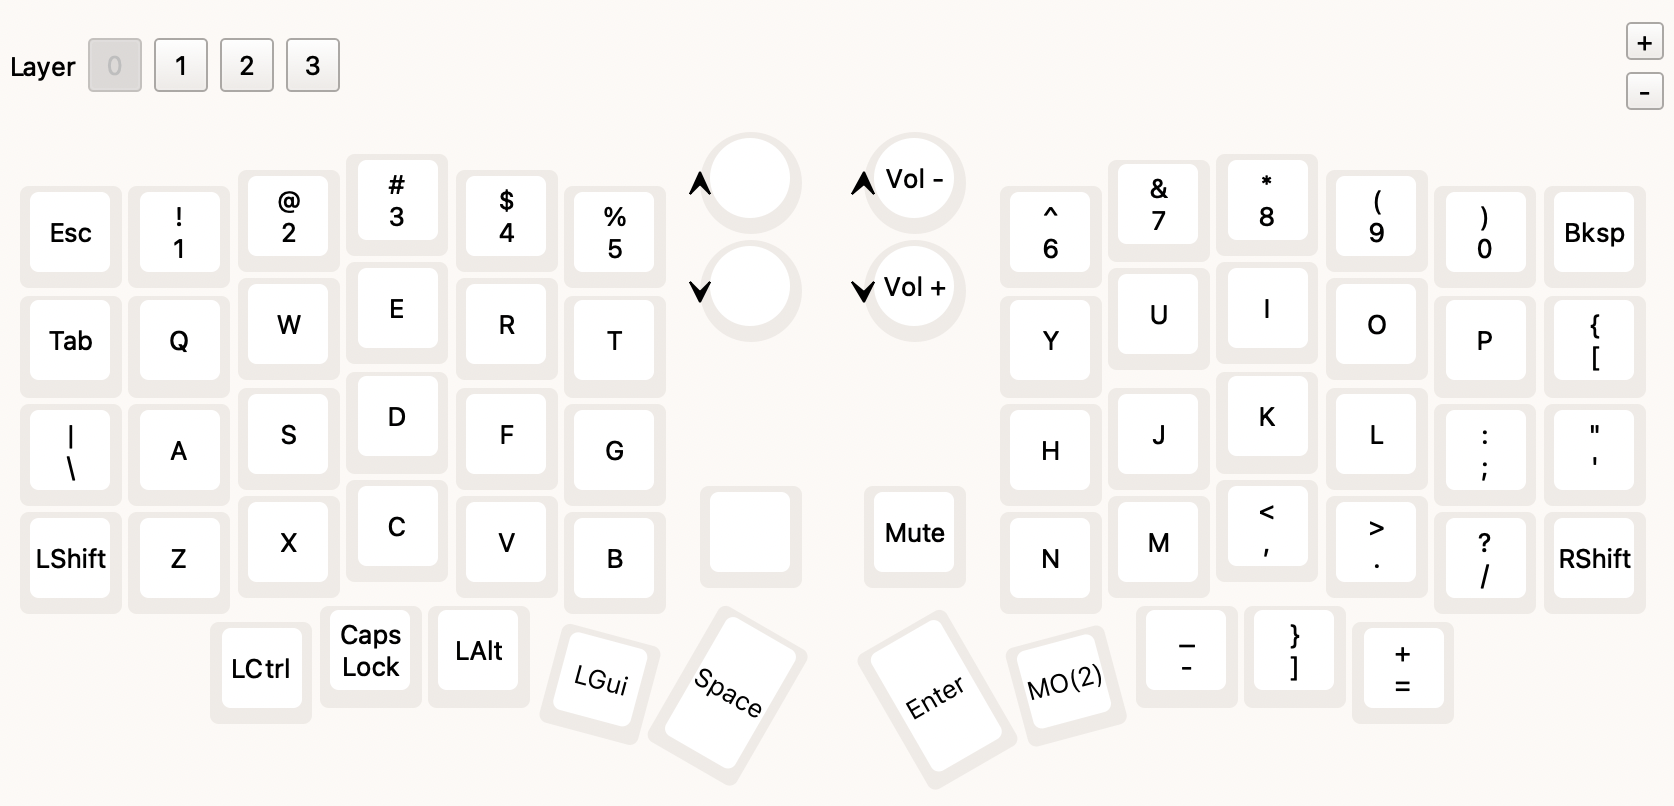 Layer 0 1 2 3
+
-
Esc
!
1
@
2
#
3
$
4
%
5
Vol -
Vol +
^
6
&
7
*
8
(
9
)
0
Bksp
Tab
Q
W
E
R
T
Y
U
I
O
P
{
[
|
\
A
S
D
F
G
H
J
K
L
:
;
"
'
LShift
Z
X
C
V
B
Mute
N
M
<
,
>
.
?
/
RShift
LCtrl
Caps
Lock
LAlt
LGui
Space
Enter
MO(2)
_
-
}
]
+
=